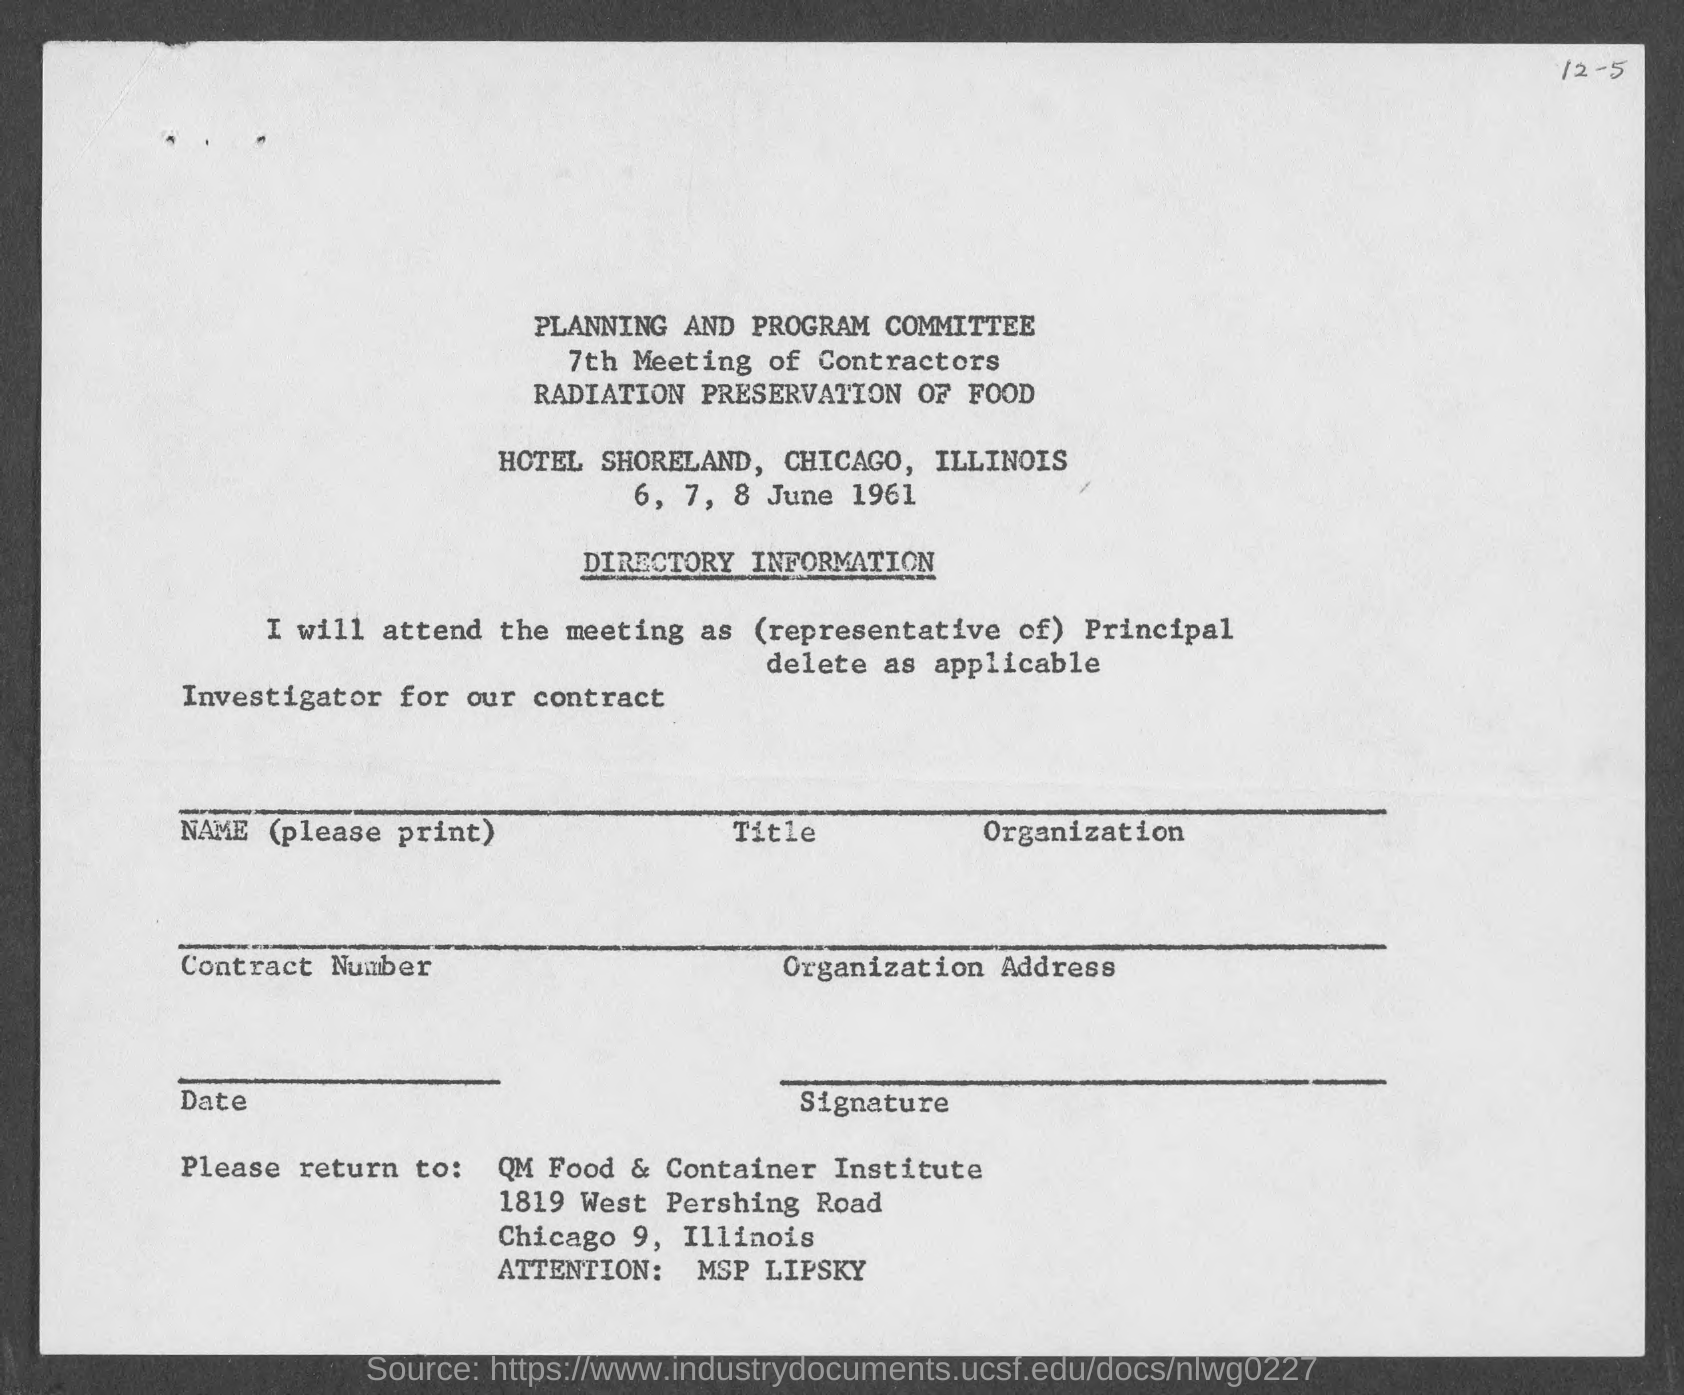 12-5
PLANNING AND PROGRAM COMMITTEE
7th Meeting of Contractors
RADIATION PRESERVATION OF FOOD
HOTEL SHORELAND, CHICAGO, ILLINOIS
6, 7, 8 June 1961
DIRECTORY INFORMATION
I will attend the meeting as (representative of) Principal
delete as applicable
Investigator for our contract
NAME (please print) Title Organization
Contract Number Organization Address
Date Signature
Please return to: QM Food & Container Institute
1819 West Pershing Road
Chicago 9, Illinois
ATTENTION: MSP LIPSKY
Source: https://www.industrydocuments.ucsf.edu/docs/nlwg0227